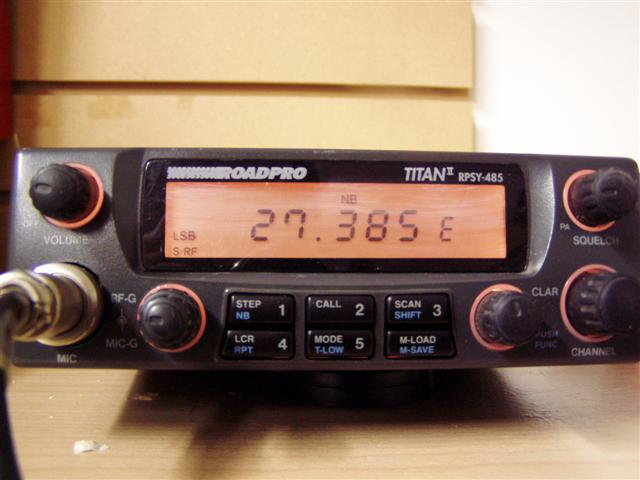 ROADPRO TITAN II RPSY-485
NB
27.385 E
LSB
S-RF
OFF
VOLUME
PA
SQUELCH
RF-G
MIC-G
MIC
STEP 1
NB
CALL 2
SCAN 3
SHIFT
LCR 4
RPT
MODE 5
T-LOW
M-LOAD
M-SAVE
CLAR
PUSH
FUNC
CHANNEL